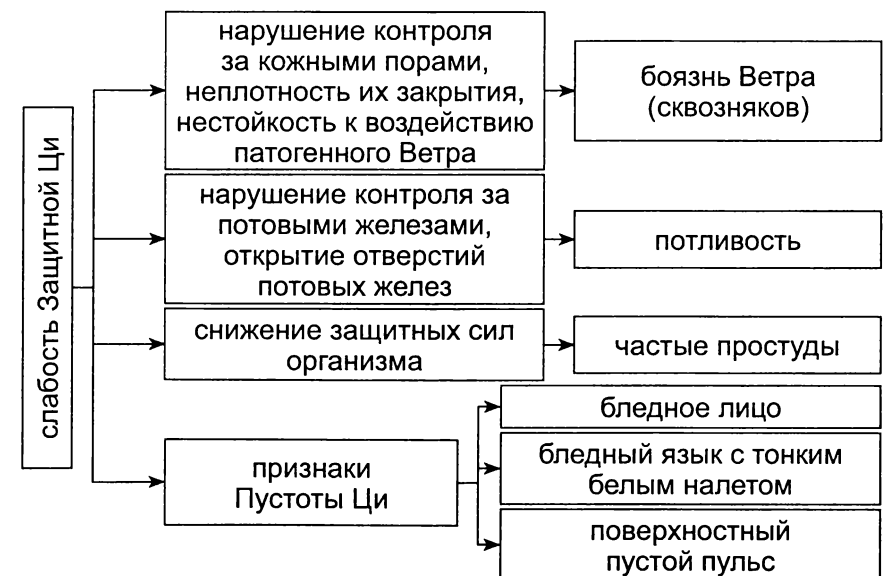 слабость Защитной Ци
нарушение контроля
за кожными порами,
неплотность их закрытия,
нестойкость к воздействию
патогенного Ветра
боязнь Ветра
(сквозняков)
нарушение контроля за
потовыми железами,
открытие отверстий
потовых желез
потливость
снижение защитных сил
организма
частые простуды
признаки
Пустоты Ци
бледное лицо
бледный язык с тонким
белым налетом
поверхностный
пустой пульс